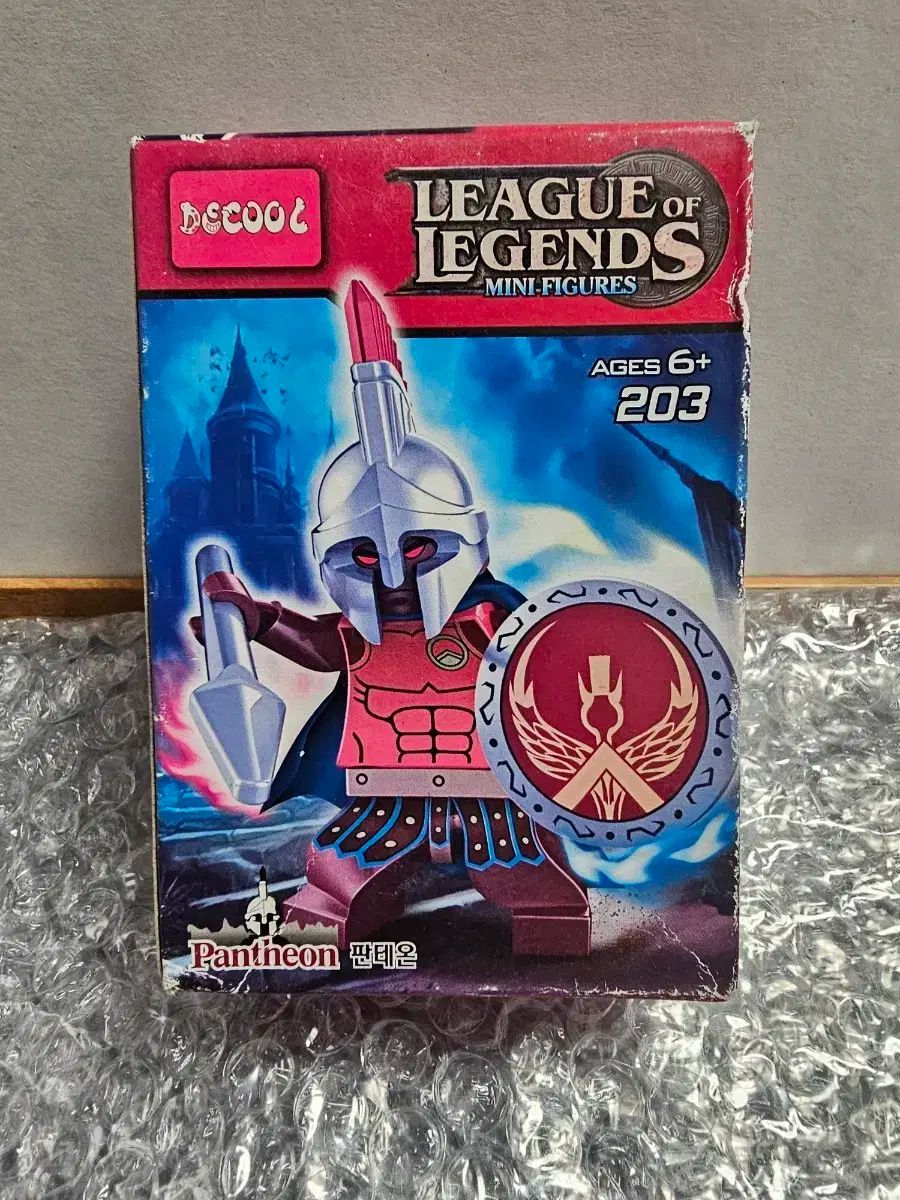 DECOOL
LEAGUE OF
LEGENDS
MINI-FIGURES
AGES 6+
203
Pantheon 판테온